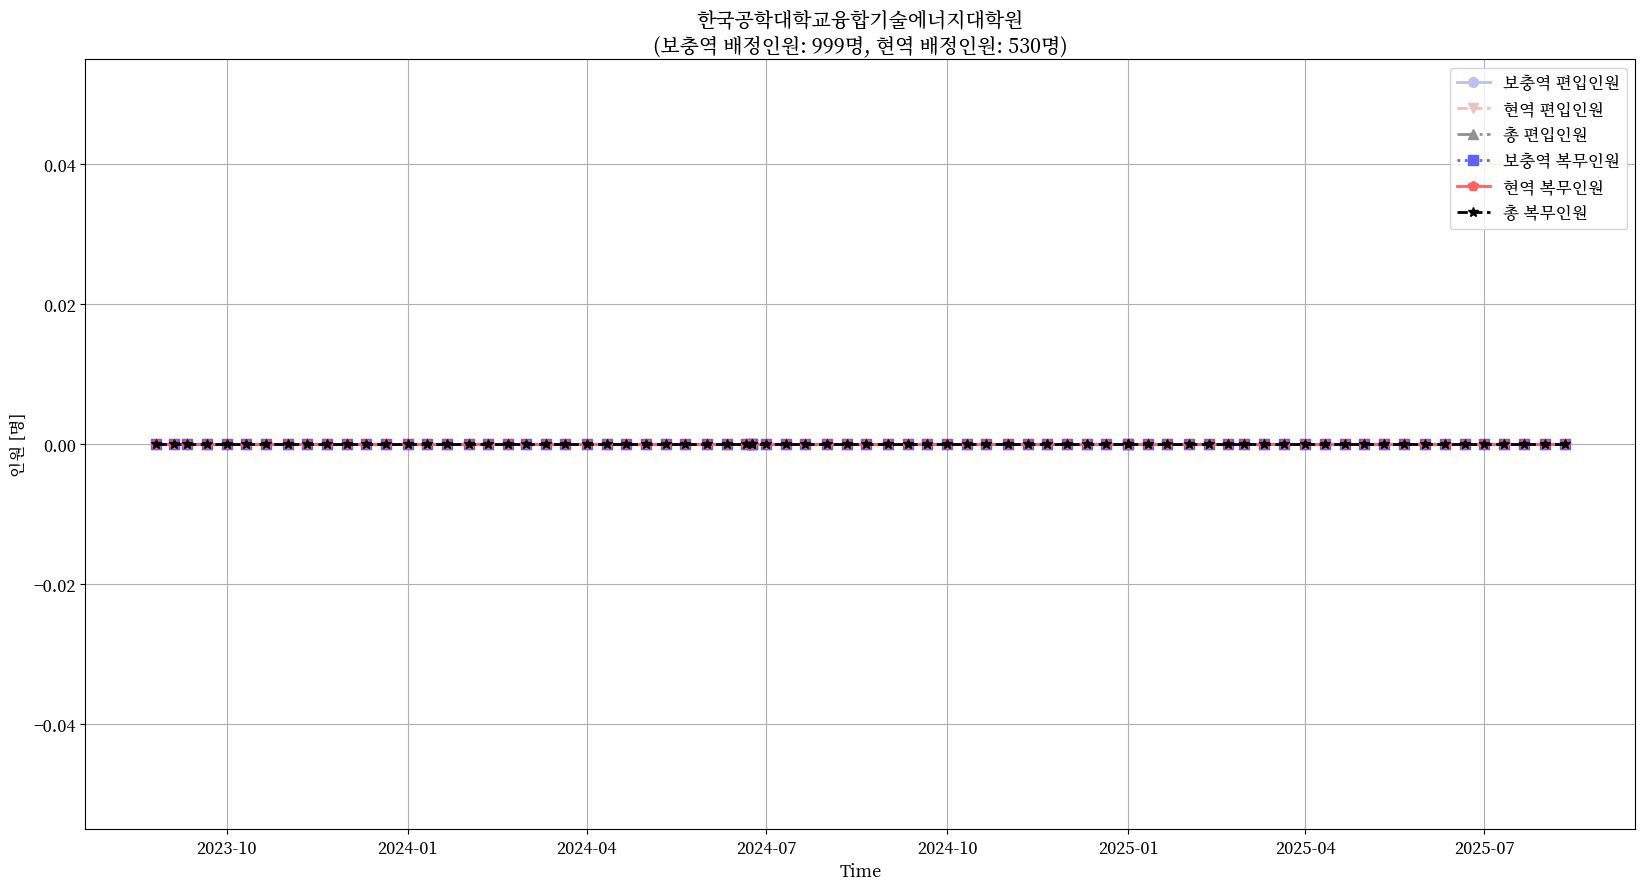 한국공학대학교융합기술에너지대학원
(보충역 배정인원: 999명, 현역 배정인원: 530명)
보충역 편입인원
현역 편입인원
총 편입인원
보충역 복무인원
현역 복무인원
총 복무인원
0.04
0.02
0.00
−0.02
−0.04
인원 [명]
2023-10
2024-01
2024-04
2024-07
2024-10
2025-01
2025-04
2025-07
Time